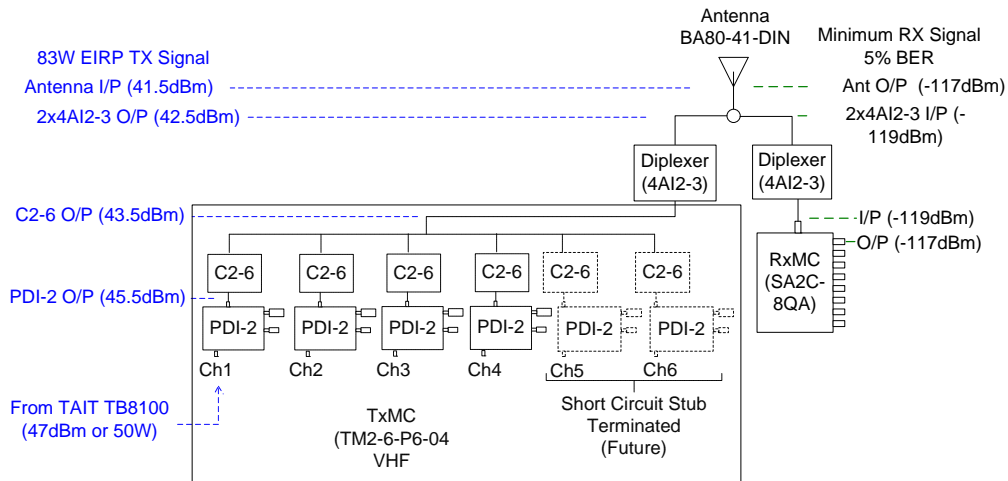 Antenna
BA80-41-DIN
Minimum RX Signal
5% BER
83W EIRP TX Signal
Antenna I/P (41.5dBm)
Ant O/P (-117dBm)
2x4AI2-3 O/P (42.5dBm)
2x4AI2-3 I/P (-
119dBm)
Diplexer
(4AI2-3)
Diplexer
(4AI2-3)
C2-6 O/P (43.5dBm)
I/P (-119dBm)
O/P (-117dBm)
RxMC
(SA2C-
8QA)
C2-6
C2-6
C2-6
C2-6
C2-6
C2-6
PDI-2 O/P (45.5dBm)
PDI-2
PDI-2
PDI-2
PDI-2
PDI-2
PDI-2
Ch1
Ch2
Ch3
Ch4
Ch5
Ch6
From TAIT TB8100
(47dBm or 50W)
TxMC
(TM2-6-P6-04
VHF
Short Circuit Stub
Terminated
(Future)